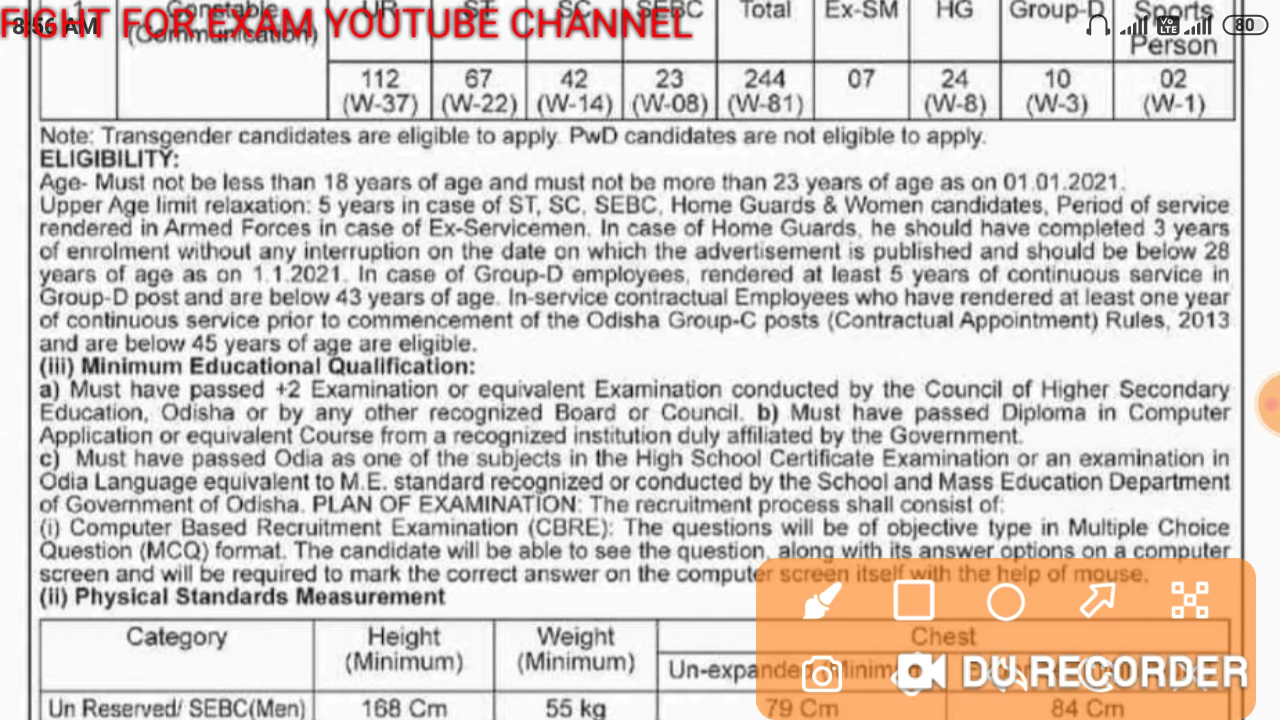 FIGHT FOR EXAM YOUTUBE CHANNEL
8:56 AM
80
1 Constable UR ST SC SEBC Total Ex-SM HG Group-D Sports
(Communication) Person
112 67 42 23 244 07 24 10 02
(W-37) (W-22) (W-14) (W-08) (W-81) (W-8) (W-3) (W-1)
Note: Transgender candidates are eligible to apply. PwD candidates are not eligible to apply.
ELIGIBILITY:
Age- Must not be less than 18 years of age and must not be more than 23 years of age as on 01.01.2021.
Upper Age limit relaxation: 5 years in case of ST, SC, SEBC, Home Guards & Women candidates, Period of service
rendered in Armed Forces in case of Ex-Servicemen. In case of Home Guards, he should have completed 3 years
of enrolment without any interruption on the date on which the advertisement is published and should be below 28
years of age as on 1.1.2021. In case of Group-D employees, rendered at least 5 years of continuous service in
Group-D post and are below 43 years of age. In-service contractual Employees who have rendered at least one year
of continuous service prior to commencement of the Odisha Group-C posts (Contractual Appointment) Rules, 2013
and are below 45 years of age are eligible.
(iii) Minimum Educational Qualification:
a) Must have passed +2 Examination or equivalent Examination conducted by the Council of Higher Secondary
Education, Odisha or by any other recognized Board or Council. b) Must have passed Diploma in Computer
Application or equivalent Course from a recognized institution duly affiliated by the Government.
c) Must have passed Odia as one of the subjects in the High School Certificate Examination or an examination in
Odia Language equivalent to M.E. standard recognized or conducted by the School and Mass Education Department
of Government of Odisha. PLAN OF EXAMINATION: The recruitment process shall consist of:
(i) Computer Based Recruitment Examination (CBRE): The questions will be of objective type in Multiple Choice
Question (MCQ) format. The candidate will be able to see the question, along with its answer options on a computer
screen and will be required to mark the correct answer on the computer screen itself with the help of mouse.
(ii) Physical Standards Measurement
Category Height Weight Chest
(Minimum) (Minimum) Un-expanded
DU RECORDER
Un Reserved/ SEBC(Men) 168 Cm 55 kg 79 Cm 84 Cm